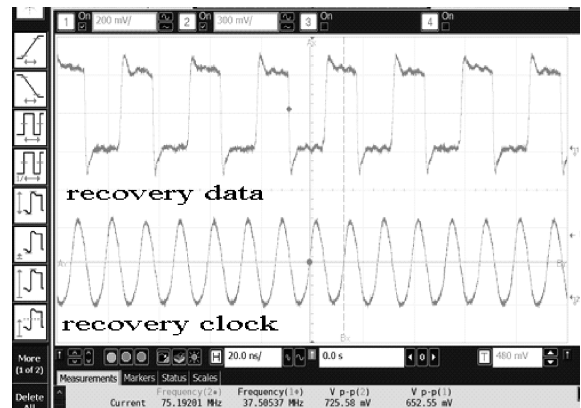 1 On 200 mV/ 2 On 300 mV/ 3 On 4 On
recovery data
recovery clock
More
(1 of 2)
Delete
All
H 20.0 ns/ 0.0 s 0 T 480 mV
Measurements Markers Status Scales
Frequency(2) Frequency(1) V p-p(2) V p-p(1)
Current 75.19201 MHz 37.50537 MHz 725.58 mV 652.55 mV